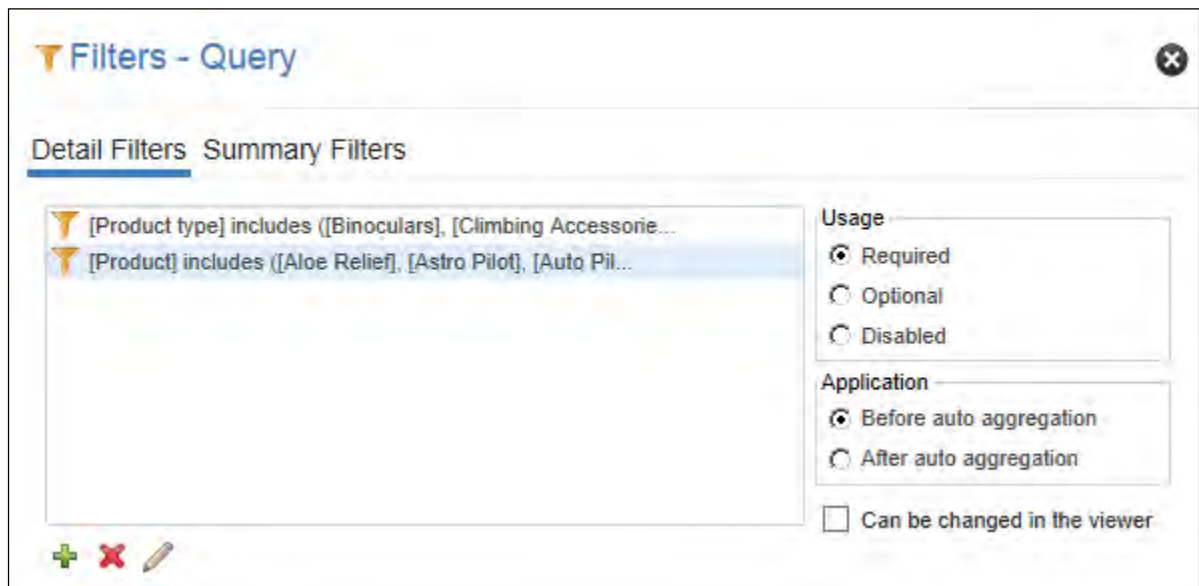 Filters - Query
Detail Filters Summary Filters
[Product type] includes ([Binoculars], [Climbing Accessorie...
[Product] includes ([Aloe Relief], [Astro Pilot], [Auto Pil...
Usage
Required
Optional
Disabled
Application
Before auto aggregation
After auto aggregation
Can be changed in the viewer